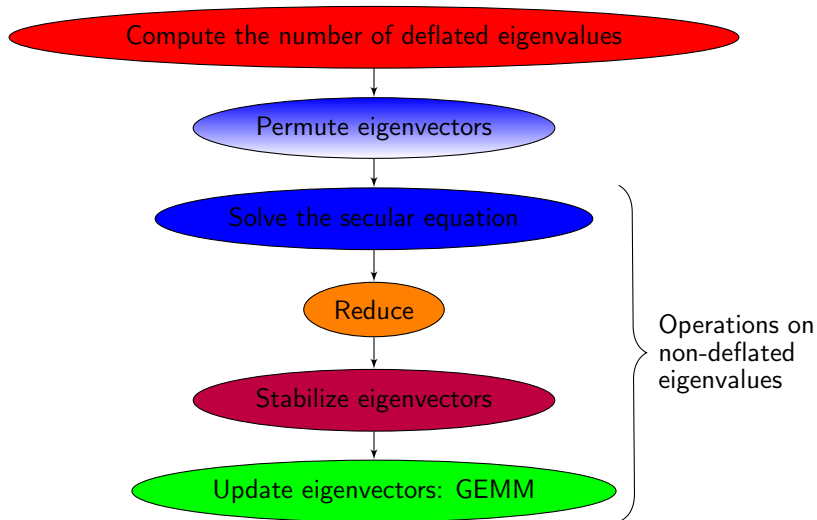 Compute the number of deflated eigenvalues
Permute eigenvectors
Solve the secular equation
Reduce
Operations on
non-deflated
eigenvalues
Stabilize eigenvectors
Update eigenvectors: GEMM